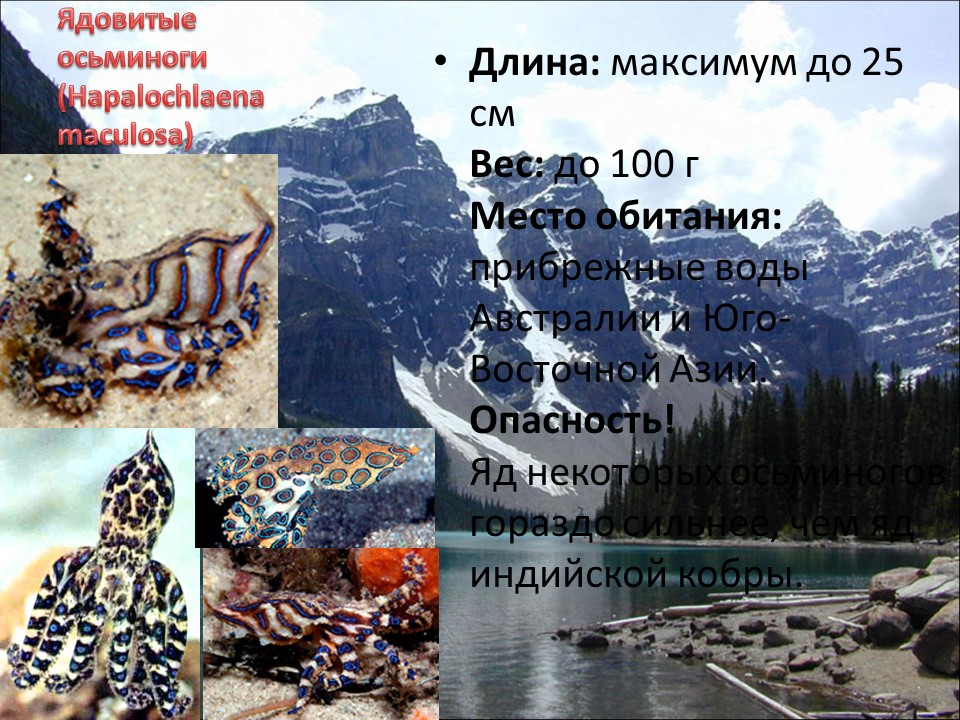 Ядовитые
осьминоги
(Hapalochlaena
maculosa)
• Длина: максимум до 25
см
Вес: до 100 г
Место обитания:
прибрежные воды
Австралии и Юго-
Восточной Азии.
Опасность!
Яд некоторых осьминогов
гораздо сильнее, чем яд
индийской кобры.